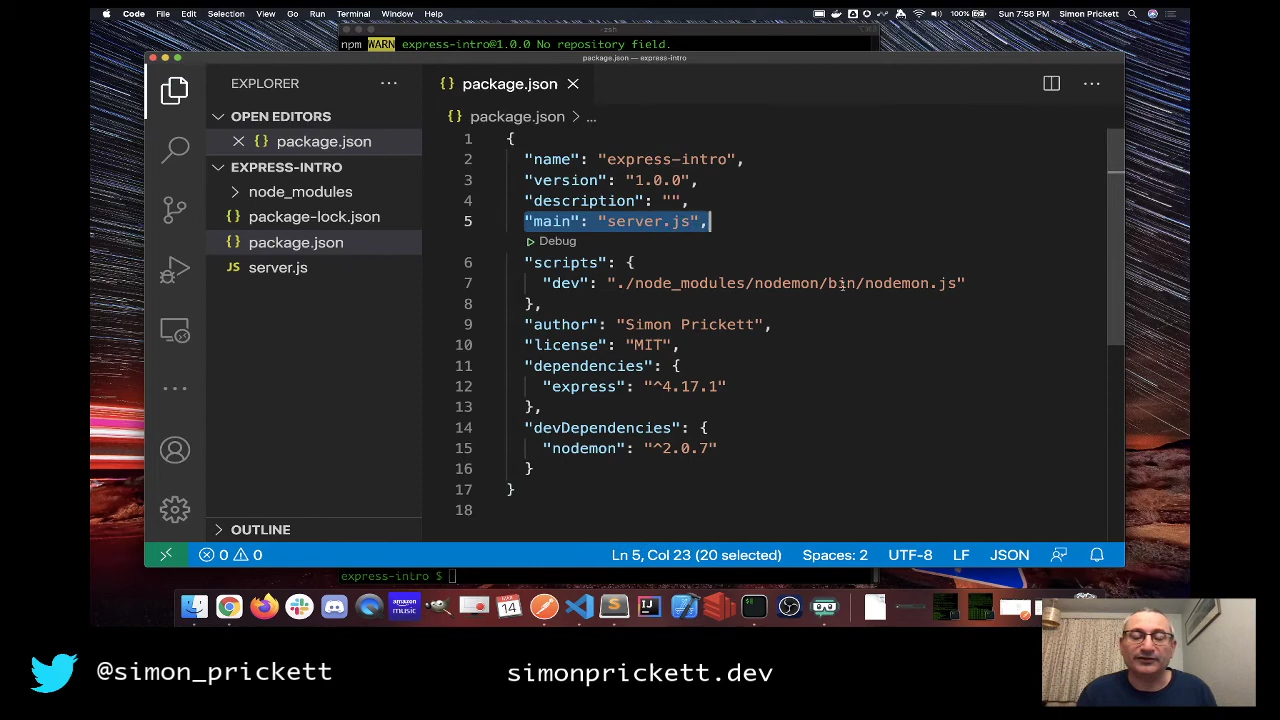 Code File Edit Selection View Go Run Terminal Window Help 100% Sun 7:58 PM Simon Prickett
-zsh
npm WARN express-intro@1.0.0 No repository field.
package.json — express-intro
EXPLORER ...
package.json
OPEN EDITORS
package.json > ...
package.json
EXPRESS-INTRO
node_modules
package-lock.json
package.json
JS server.js
1 {
2 "name": "express-intro",
3 "version": "1.0.0",
4 "description": "",
5 "main": "server.js",
Debug
6 "scripts": {
7 "dev": "./node_modules/nodemon/bin/nodemon.js"
8 },
9 "author": "Simon Prickett",
10 "license": "MIT",
11 "dependencies": {
12 "express": "^4.17.1"
13 },
14 "devDependencies": {
15 "nodemon": "^2.0.7"
16 }
17 }
18
OUTLINE
0 0 Ln 5, Col 23 (20 selected) Spaces: 2 UTF-8 LF JSON
express-intro $
amazon music
MAR 14
IJ
@simon_prickett simonprickett.dev